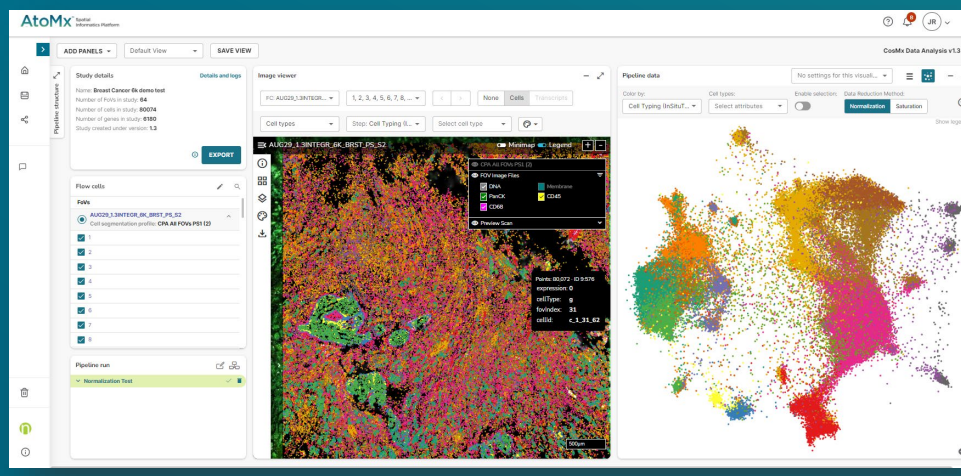 AtoMx Spatial Informatics Platform
8
JR
ADD PANELS
Default View
SAVE VIEW
CosMx Data Analysis v1.3
Pipeline structure
Study details
Details and logs
Name: Breast Cancer 6k demo test
Number of FoVs in study: 64
Number of cells in study: 80074
Number of genes in study: 6180
Study created under version: 1.3
EXPORT
Flow cells
FoVs
AUG29_1.3INTEGR_6K_BRST_PS_S2
Cell segmentation profile: CPA All FOVs PS1 (2)
1
2
3
4
5
6
7
8
Pipeline run
Normalization Test
Image viewer
FC: AUG29_1.3INTEGR...
1, 2, 3, 4, 5, 6, 7, 8, ...
None
Cells
Transcripts
Cell types
Step: Cell Typing (I...
Select cell type
AUG29_1.3INTEGR_6K_BRST_PS_S2
Minimap
Legend
+
-
CPA All FOVs PS1 (2)
FOV Image Files
DNA
Membrane
PanCK
CD45
CD68
Preview Scan
Points: 80,072 - ID 9:576
expression: 0
cellType: g
fovIndex: 31
cellId: c_1_31_62
500μm
Pipeline data
No settings for this visuali...
Color by:
Cell types:
Enable selection:
Data Reduction Method:
Cell Typing (InSituT...
Select attributes
Normalization
Saturation
Show lege